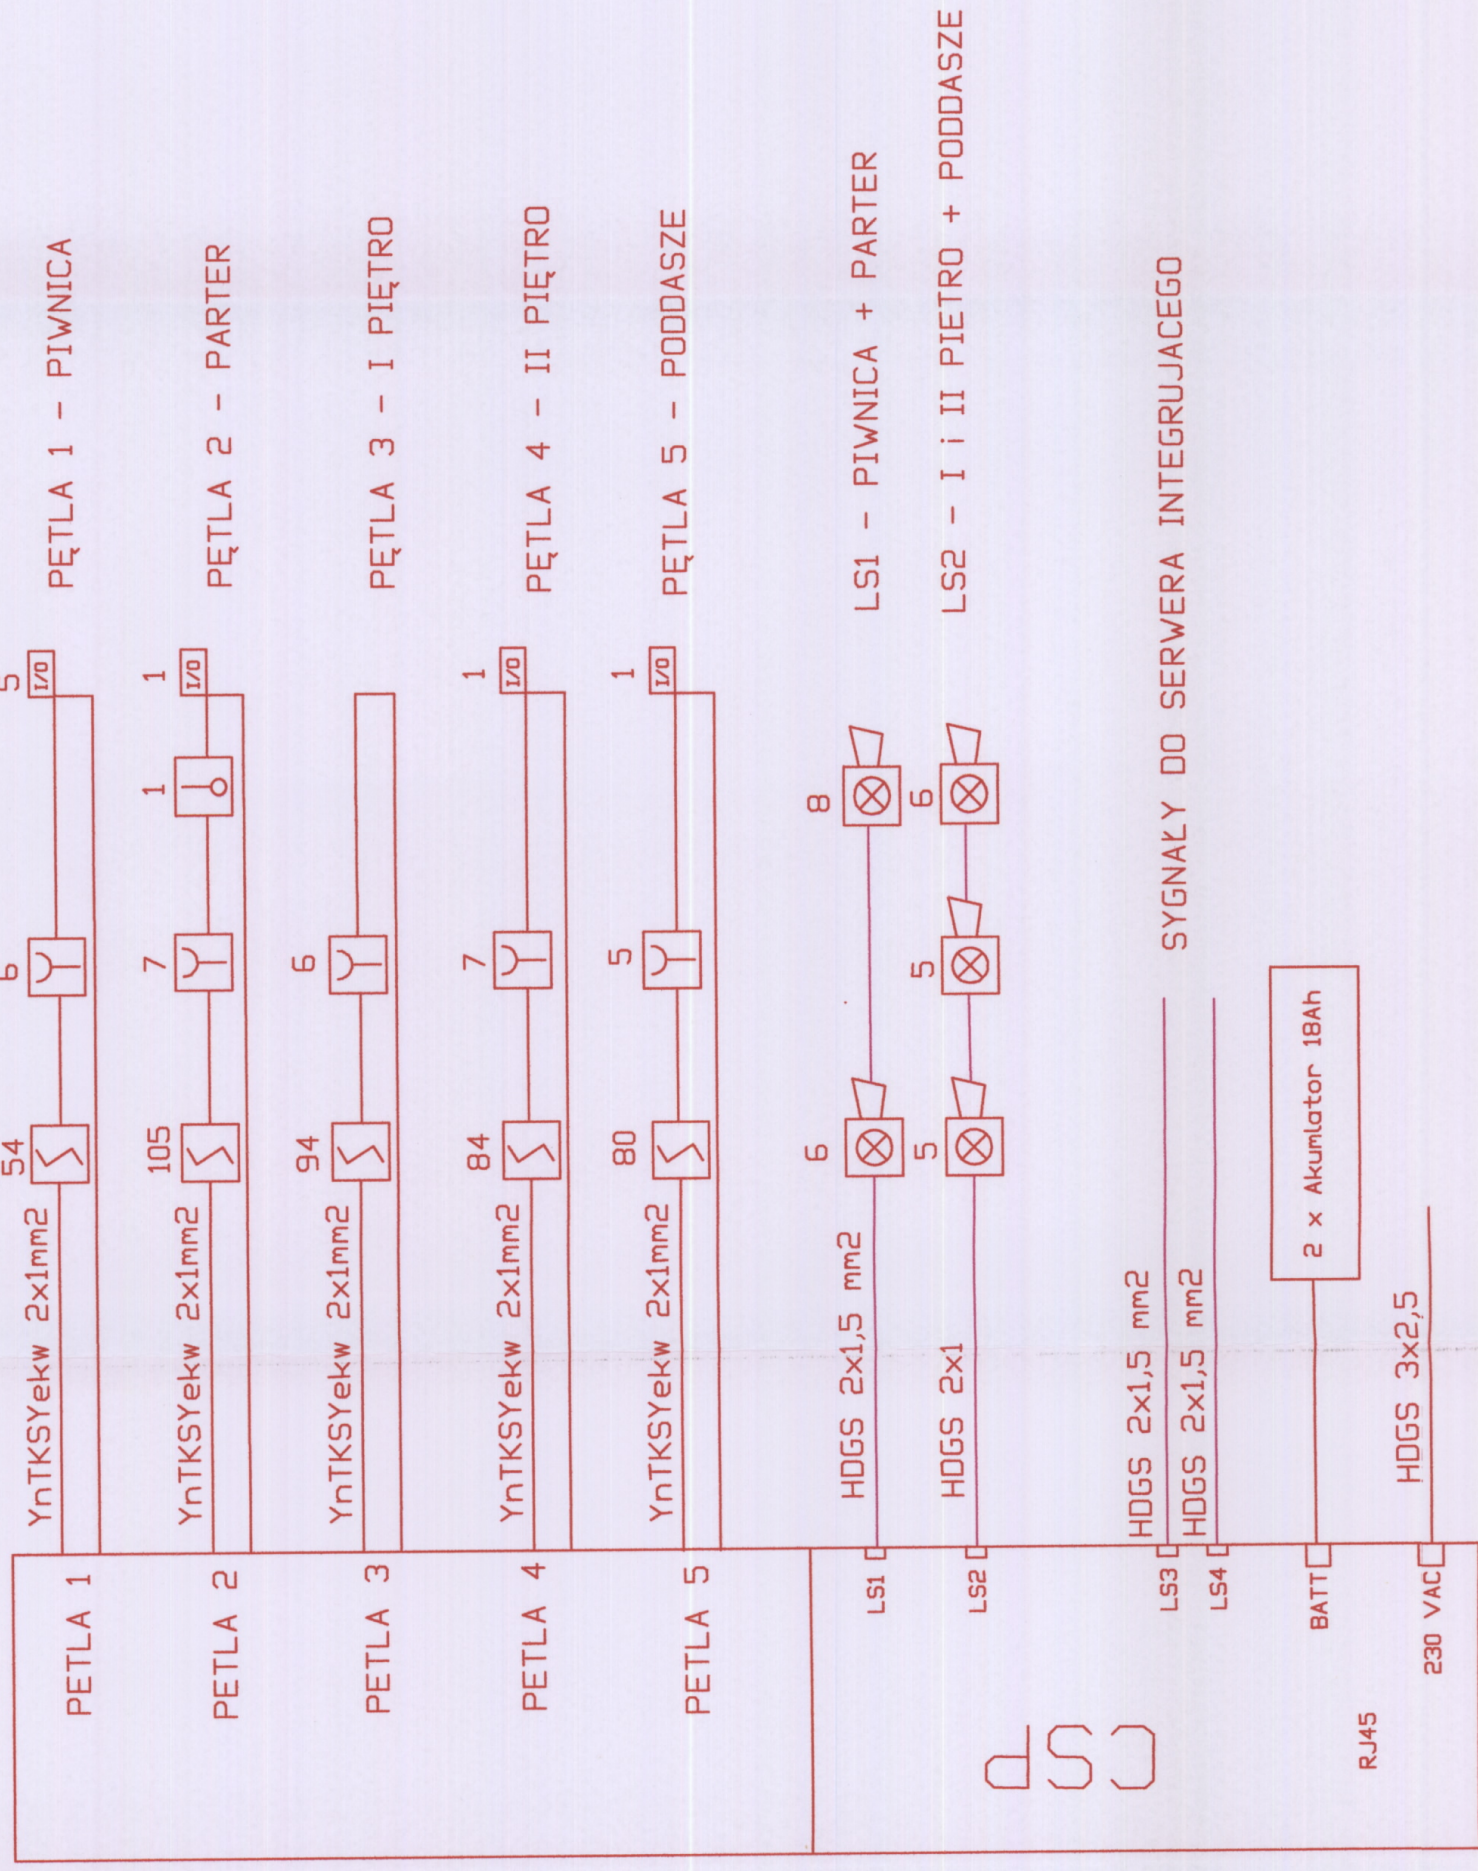 PETLA 1
YnTKSYekw 2x1mm2
54
6
5
I/O
PĘTLA 1 - PIWNICA
PETLA 2
YnTKSYekw 2x1mm2
105
7
1
1
I/O
PĘTLA 2 - PARTER
PETLA 3
YnTKSYekw 2x1mm2
94
6
PĘTLA 3 - I PIĘTRO
PETLA 4
YnTKSYekw 2x1mm2
84
7
1
I/O
PĘTLA 4 - II PIĘTRO
PETLA 5
YnTKSYekw 2x1mm2
80
5
1
I/O
PĘTLA 5 - PODDASZE
LS1
HDGS 2x1,5 mm2
6
8
LS1 - PIWNICA + PARTER
LS2
HDGS 2x1
5
5
6
LS2 - I i II PIETRO + PODDASZE
CSP
LS3
HDGS 2x1,5 mm2
SYGNAŁY DO SERWERA INTEGRUJACEGO
LS4
HDGS 2x1,5 mm2
BATT
2 x Akumlator 18Ah
RJ45
230 VAC
HDGS 3x2,5